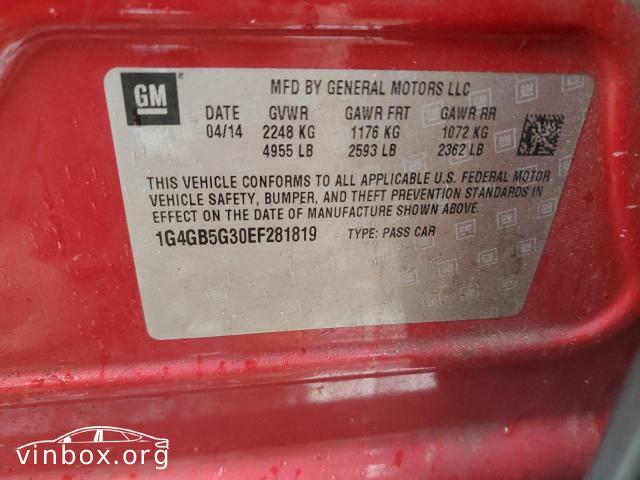 GM
MFD BY GENERAL MOTORS LLC
DATE GVWR GAWR FRT GAWR RR
04/14 2248 KG 1176 KG 1072 KG
4955 LB 2593 LB 2362 LB
THIS VEHICLE CONFORMS TO ALL APPLICABLE U.S. FEDERAL MOTOR
VEHICLE SAFETY, BUMPER, AND THEFT PREVENTION STANDARDS IN
EFFECT ON THE DATE OF MANUFACTURE SHOWN ABOVE.
1G4GB5G30EF281819 TYPE: PASS CAR
vinbox.org